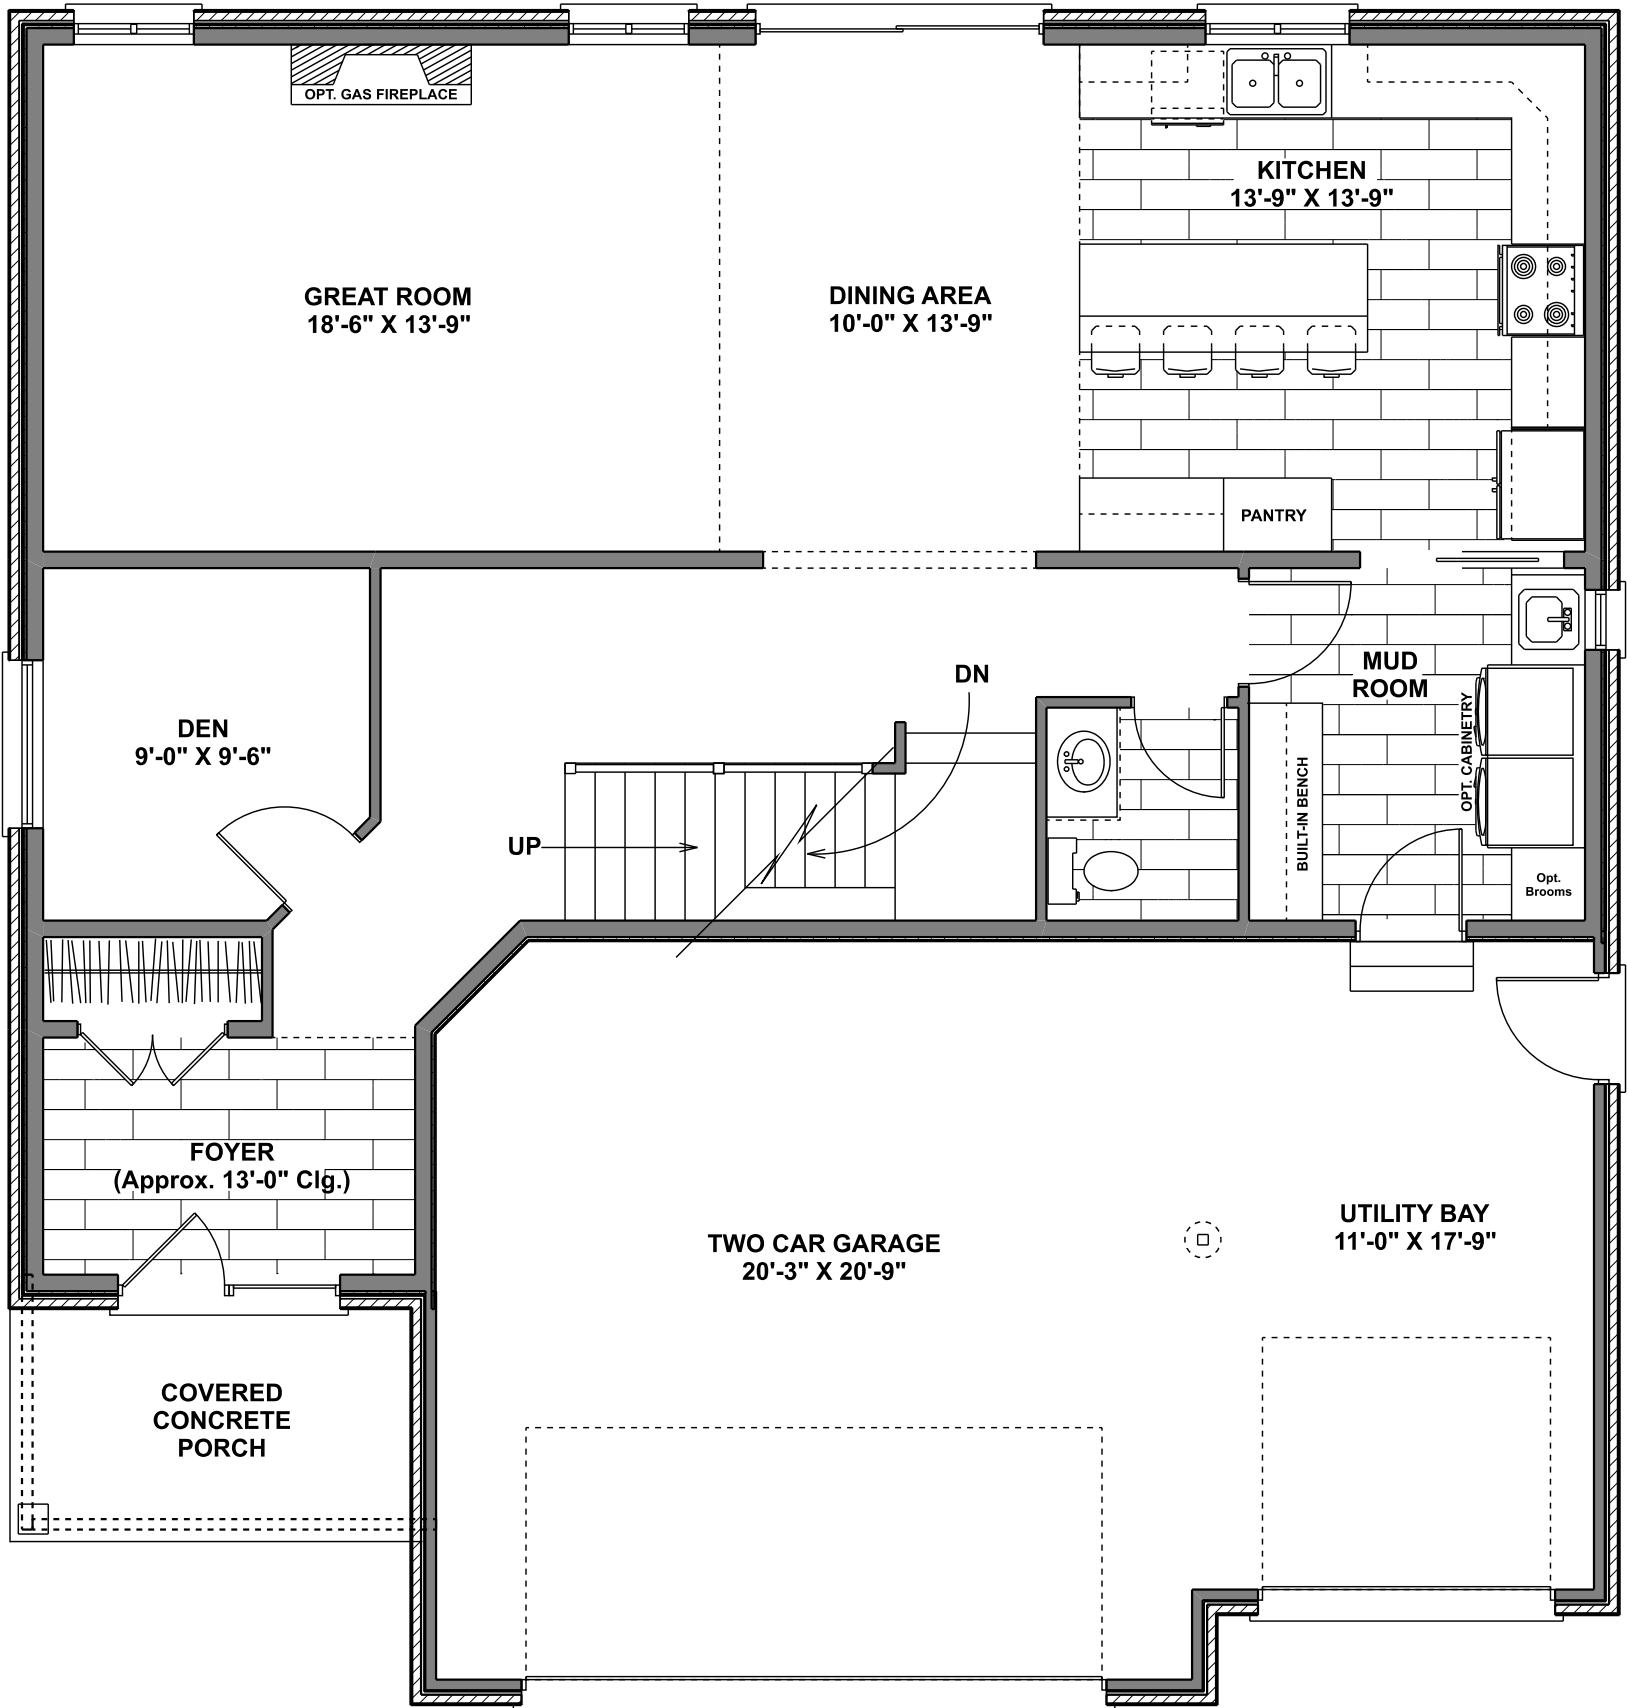 OPT. GAS FIREPLACE
KITCHEN
13'-9" X 13'-9"
GREAT ROOM
18'-6" X 13'-9"
DINING AREA
10'-0" X 13'-9"
PANTRY
MUD
ROOM
DN
DEN
9'-0" X 9'-6"
OPT. CABINETRY
BUILT-IN BENCH
UP
Opt.
Brooms
FOYER
(Approx. 13'-0" Clg.)
UTILITY BAY
11'-0" X 17'-9"
TWO CAR GARAGE
20'-3" X 20'-9"
COVERED
CONCRETE
PORCH